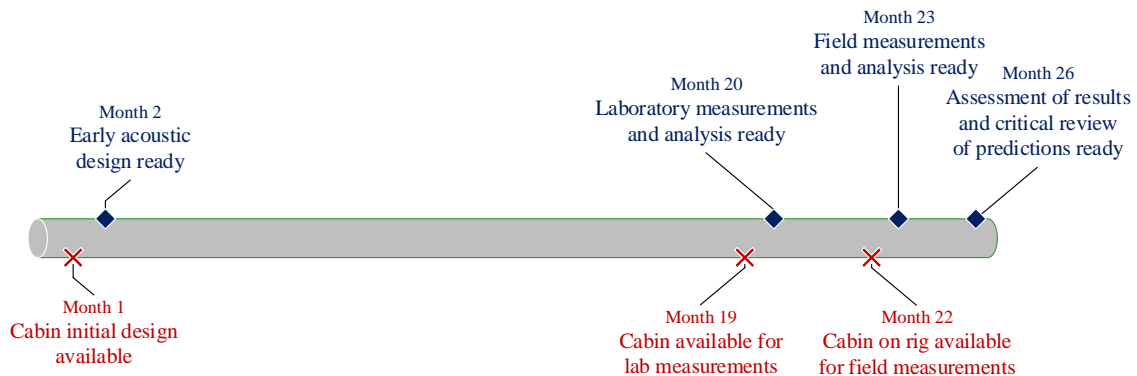 Month 2
Early acoustic
design ready
Month 20
Laboratory measurements
and analysis ready
Month 23
Field measurements
and analysis ready
Month 26
Assessment of results
and critical review
of predictions ready
Month 1
Cabin initial design
available
Month 19
Cabin available for
lab measurements
Month 22
Cabin on rig available
for field measurements